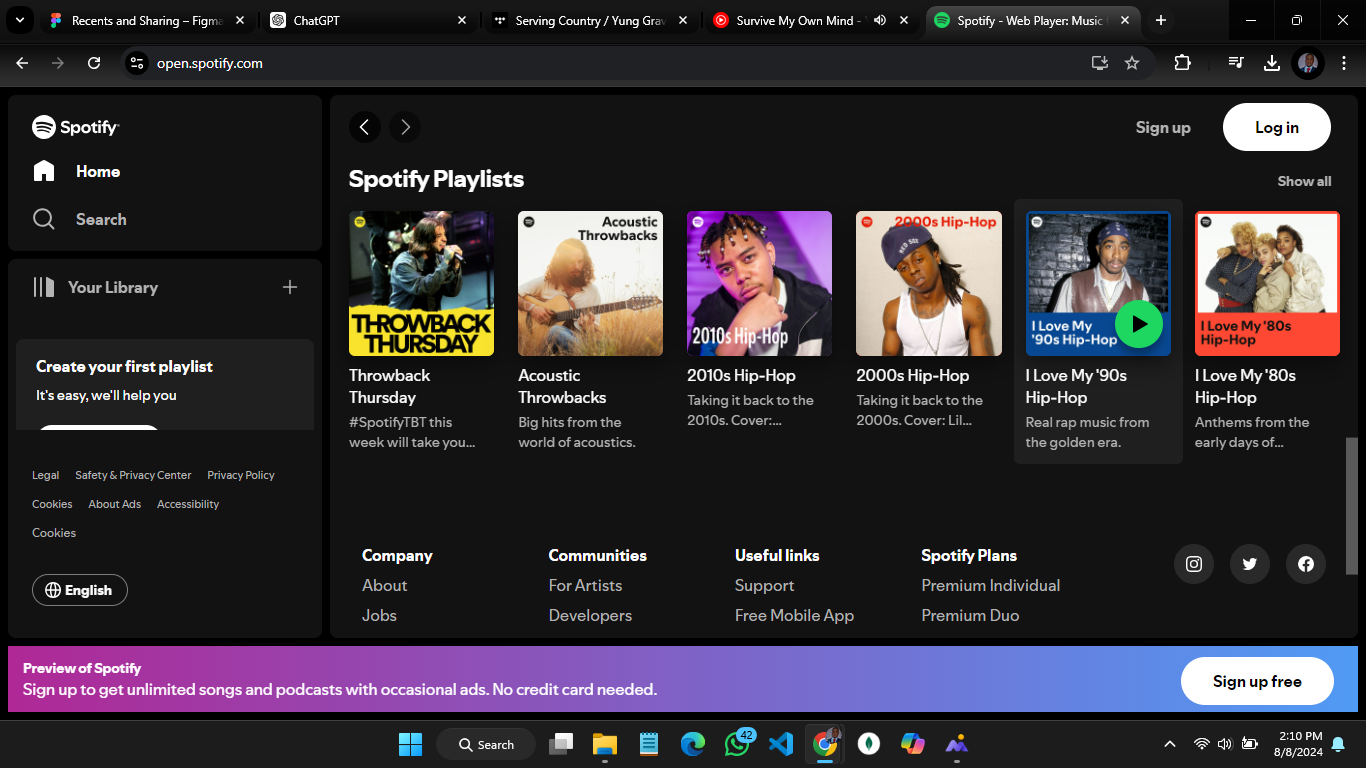 Recents and Sharing – Figma
ChatGPT
Serving Country / Yung Grav
Survive My Own Mind -
Spotify - Web Player: Music
open.spotify.com
Spotify
Home
Search
Your Library
Create your first playlist
It's easy, we'll help you
Legal Safety & Privacy Center Privacy Policy
Cookies About Ads Accessibility
Cookies
English
Sign up
Log in
Spotify Playlists
Show all
THROWBACK
THURSDAY
Throwback
Thursday
#SpotifyTBT this
week will take you...
Acoustic
Throwbacks
Acoustic
Throwbacks
Big hits from the
world of acoustics.
2010s Hip-Hop
2010s Hip-Hop
Taking it back to the
2010s. Cover:...
2000s Hip-Hop
RED SOX
2000s Hip-Hop
Taking it back to the
2000s. Cover: Lil...
I Love My
'90s Hip-Hop
I Love My '90s
Hip-Hop
Real rap music from
the golden era.
I Love My '80s
Hip-Hop
I Love My '80s
Hip-Hop
Anthems from the
early days of...
Company
About
Jobs
Communities
For Artists
Developers
Useful links
Support
Free Mobile App
Spotify Plans
Premium Individual
Premium Duo
Preview of Spotify
Sign up to get unlimited songs and podcasts with occasional ads. No credit card needed.
Sign up free
Search
42
2:10 PM
8/8/2024